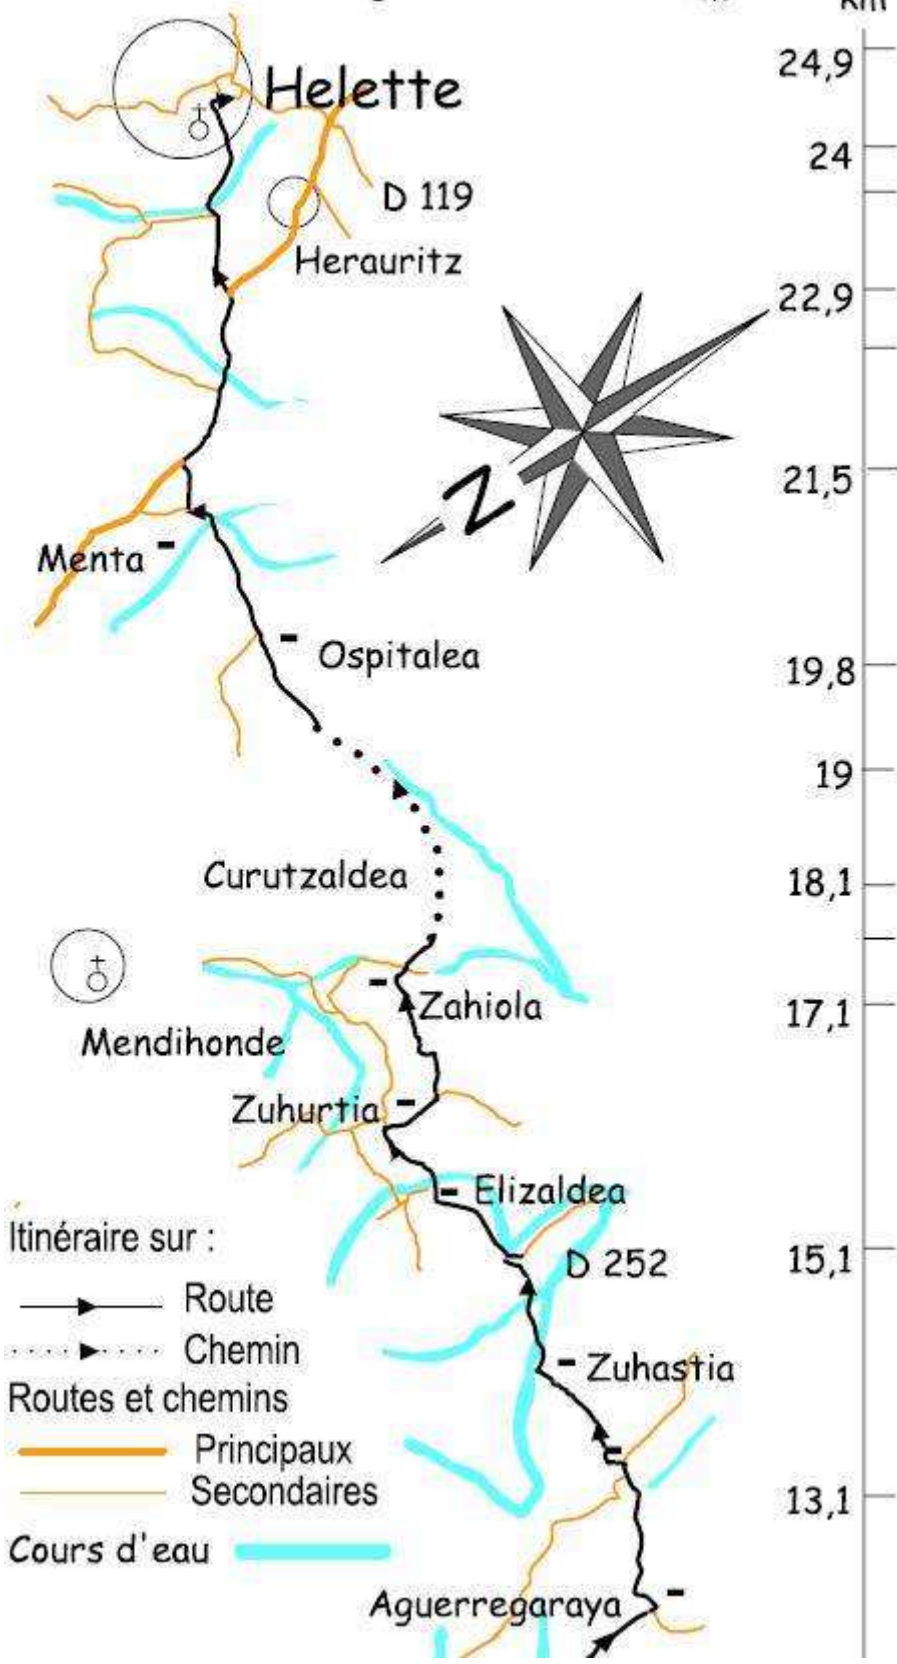 Km
24,9
Helette
24
D 119
Herauritz
22,9
N
21,5
Menta
Ospitalea
19,8
19
Curutzaldea
18,1
Zahiola
17,1
Mendihonde
Zuhurtia
Elizaldea
Itinéraire sur :
D 252
15,1
Route
Chemin
Zuhastia
Routes et chemins
Principaux
Secondaires
13,1
Cours d'eau
Aguerregaraya